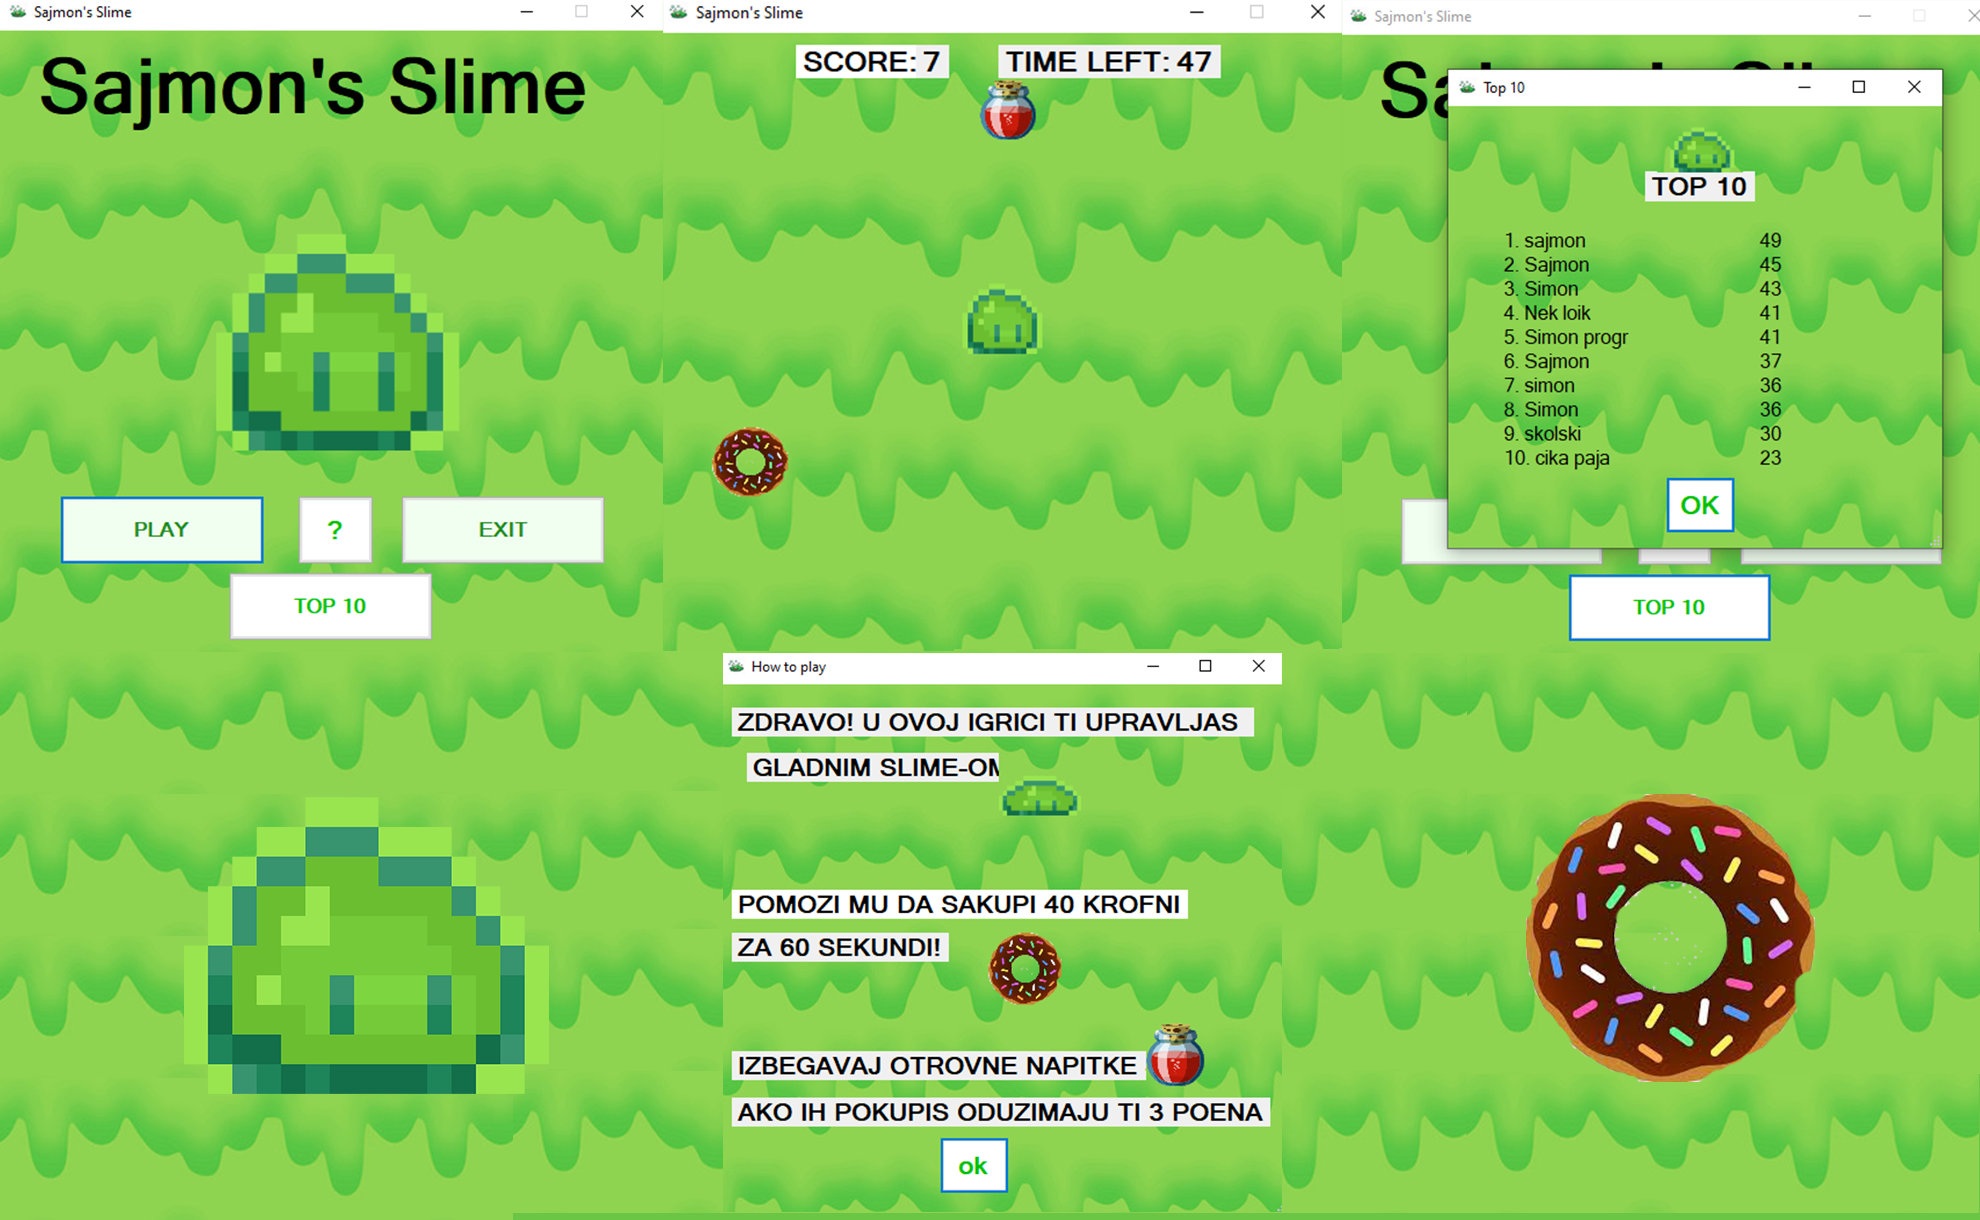 Sajmon's Slime
Sajmon's Slime
PLAY
?
EXIT
TOP 10
Sajmon's Slime
SCORE: 7
TIME LEFT: 47
Sajmon's Slime
Top 10
TOP 10
1. sajmon 49
2. Sajmon 45
3. Simon 43
4. Nek loik 41
5. Simon progr 41
6. Sajmon 37
7. simon 36
8. Simon 36
9. skolski 30
10. cika paja 23
OK
TOP 10
How to play
ZDRAVO! U OVOJ IGRICI TI UPRAVLJAS
GLADNIM SLIME-OM
POMOZI MU DA SAKUPI 40 KROFNI
ZA 60 SEKUNDI!
IZBEGAVAJ OTROVNE NAPITKE
AKO IH POKUPIS ODUZIMAJU TI 3 POENA
ok